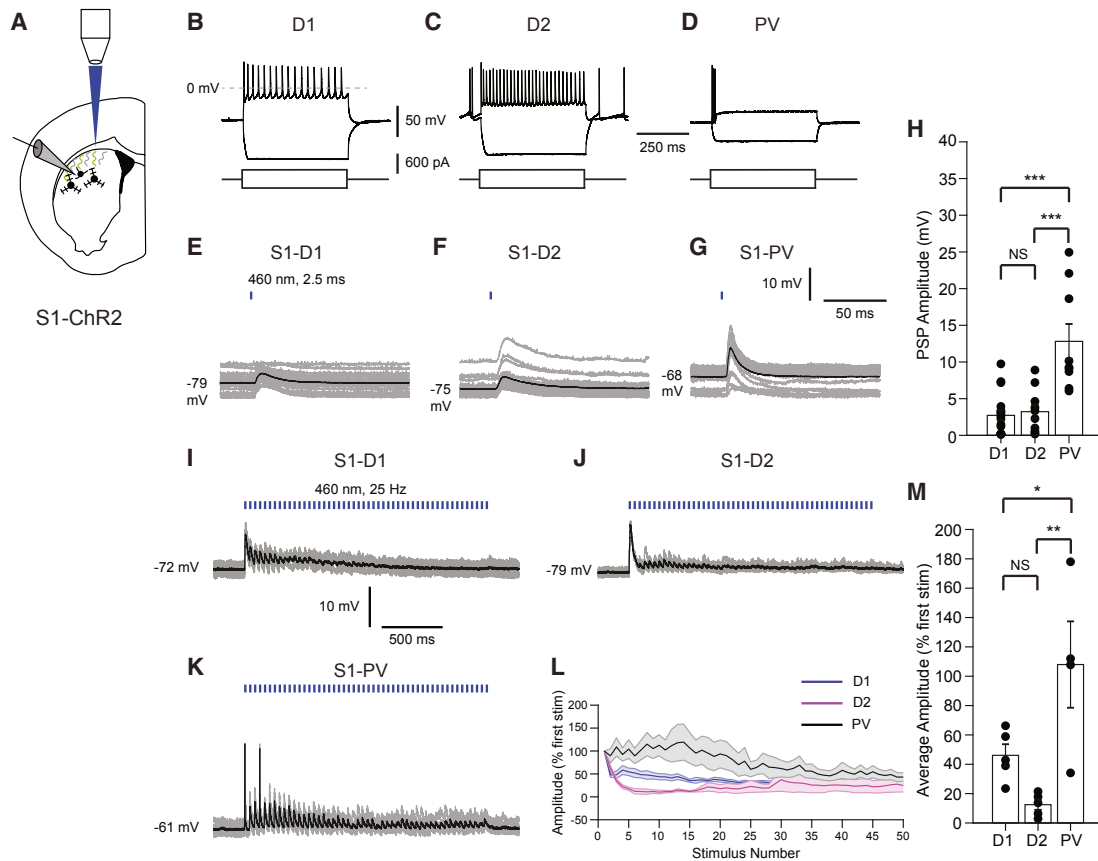 A
S1-ChR2
B
D1
0 mV
50 mV
600 pA
C
D2
250 ms
D
PV
E
S1-D1
460 nm, 2.5 ms
-79
mV
F
S1-D2
-75
mV
G
S1-PV
10 mV
50 ms
-68
mV
H
PSP Amplitude (mV)
40
35
30
25
20
15
10
5
0
***
***
NS
D1 D2 PV
I
S1-D1
460 nm, 25 Hz
-72 mV
10 mV
500 ms
J
S1-D2
-79 mV
K
S1-PV
-61 mV
L
D1
D2
PV
Amplitude (% first stim)
200
150
100
50
0
-50
0 5 10 15 20 25 30 35 40 45 50
Stimulus Number
M
*
**
NS
Average Amplitude (% first stim)
200
180
160
140
120
100
80
60
40
20
0
D1 D2 PV